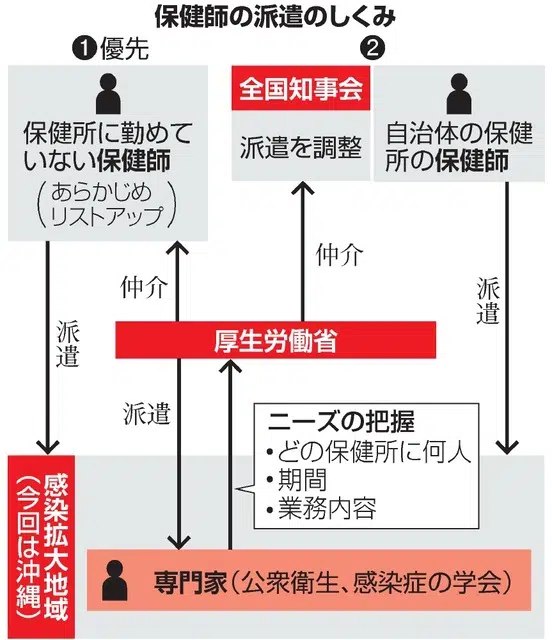 保健師の派遣のしくみ
❶優先
保健所に勤めて
いない保健師
(あらかじめ
リストアップ)
❷
全国知事会
派遣を調整
自治体の保健
所の保健師
仲介
仲介
派遣
派遣
厚生労働省
派遣
ニーズの把握
・どの保健所に何人
・期間
・業務内容
感染拡大地域
(今回は沖縄)
専門家(公衆衛生、感染症の学会)